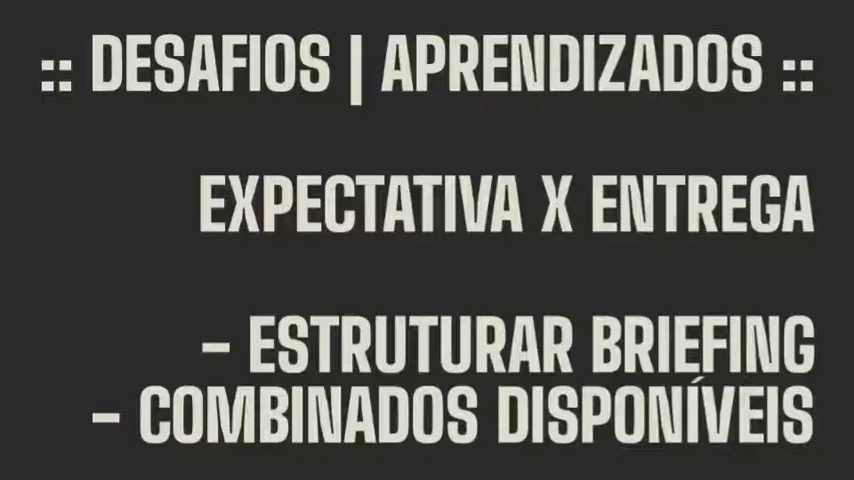 :: DESAFIOS | APRENDIZADOS ::
EXPECTATIVA X ENTREGA
- ESTRUTURAR BRIEFING
- COMBINADOS DISPONÍVEIS